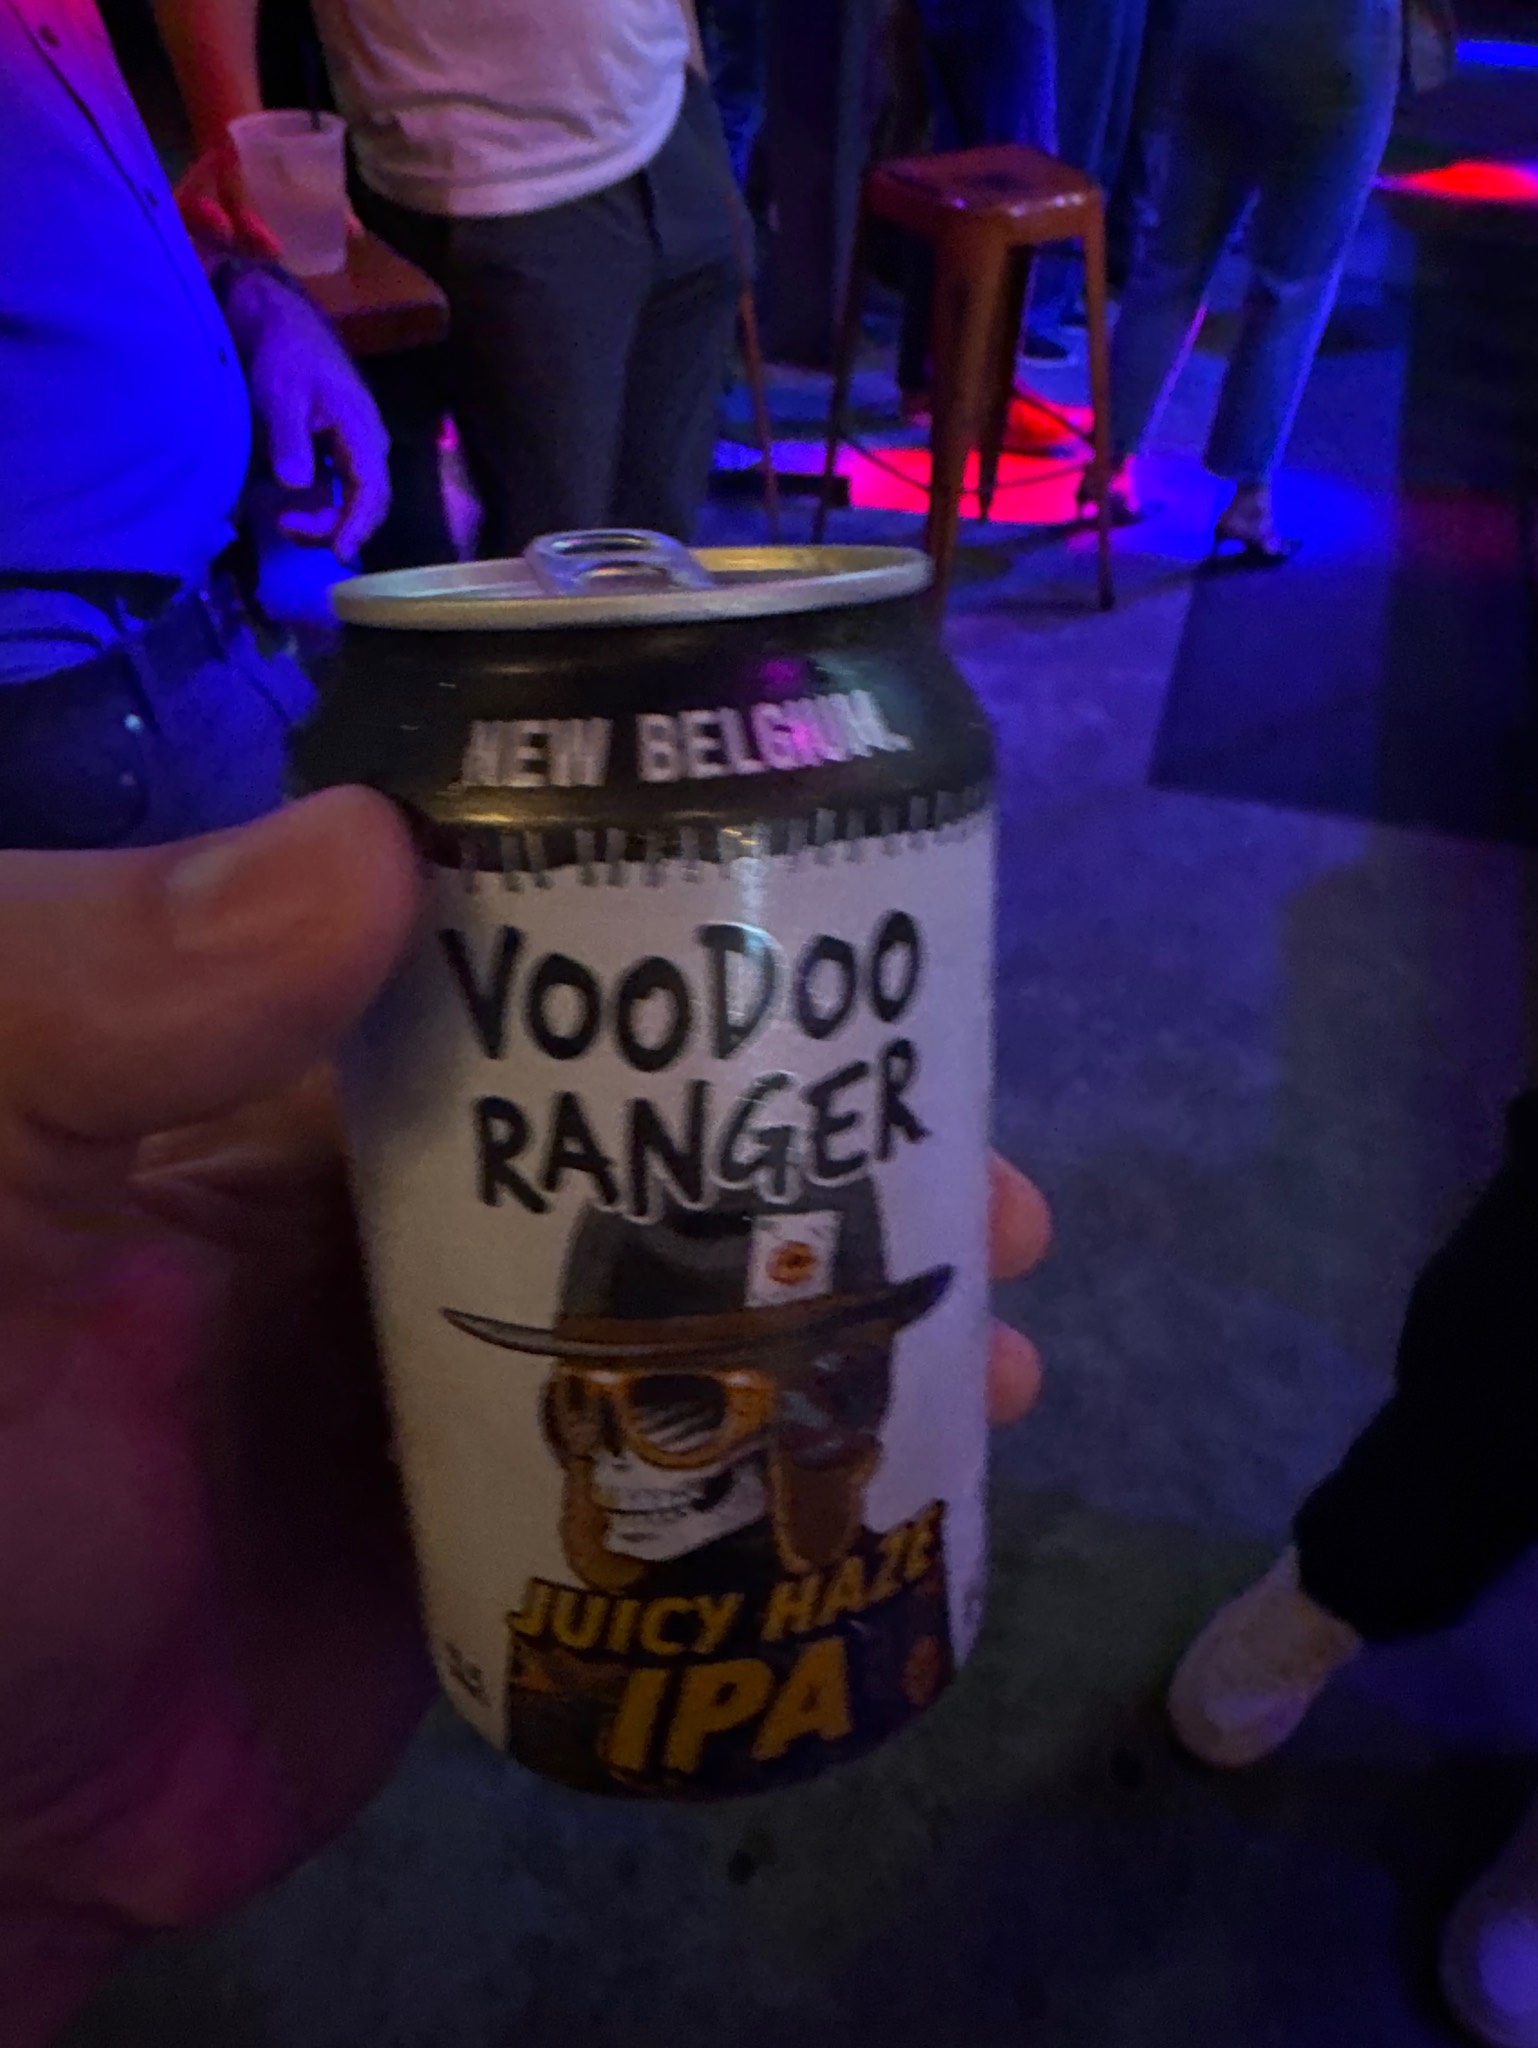 NEW BELGIUM.
VOODOO
RANGER
JUICY HAZE
IPA